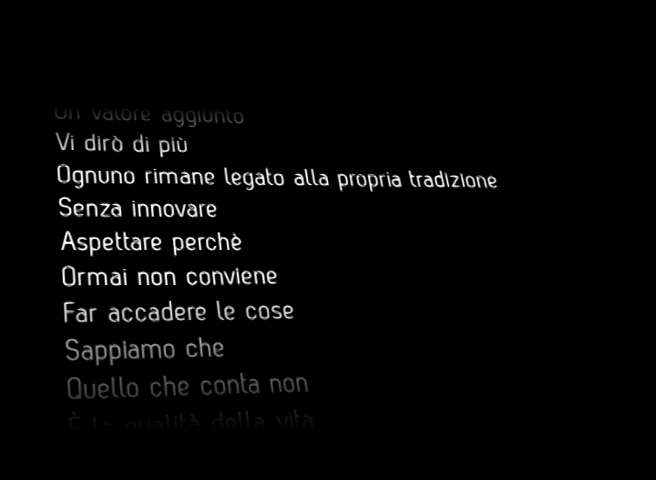 Un valore aggiunto
Vi dirò di più
Ognuno rimane legato alla propria tradizione
Senza innovare
Aspettare perchè
Ormai non conviene
Far accadere le cose
Sappiamo che
Quello che conta non
È la qualità della vita